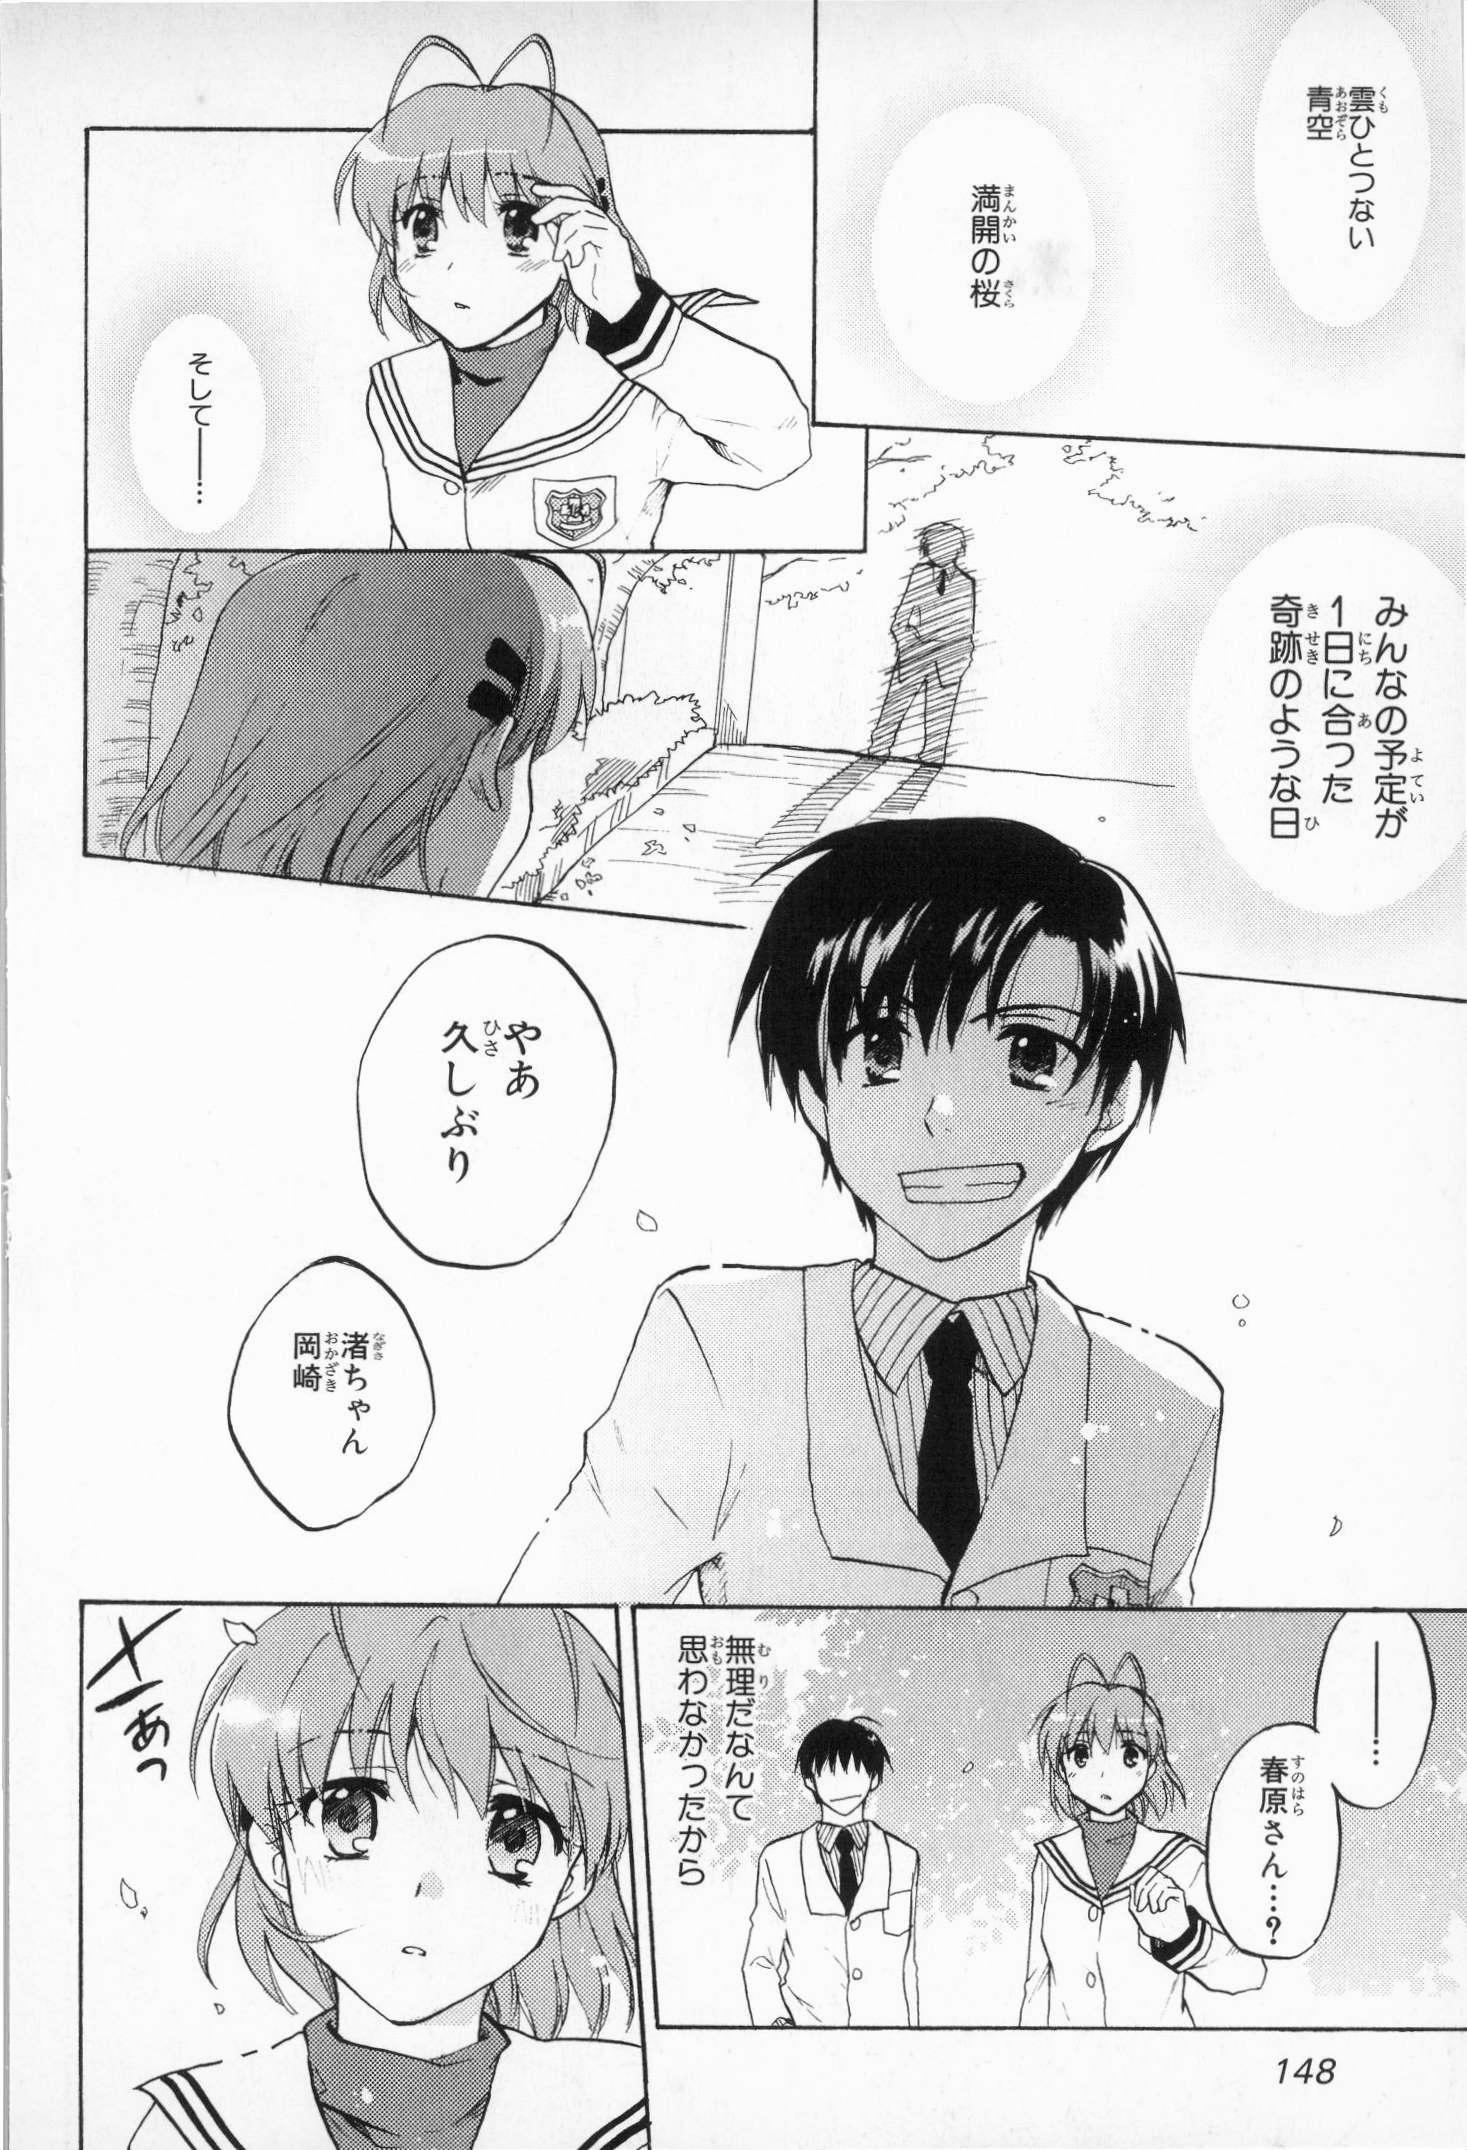 雲ひとつない
青空
満開の桜
そして――…
みんなの予定が
1日に合った
奇跡のような日
やあ
久しぶり
渚ちゃん
岡崎
――…
春原さん…?
無理だなんて
思わなかったから
あっ
148